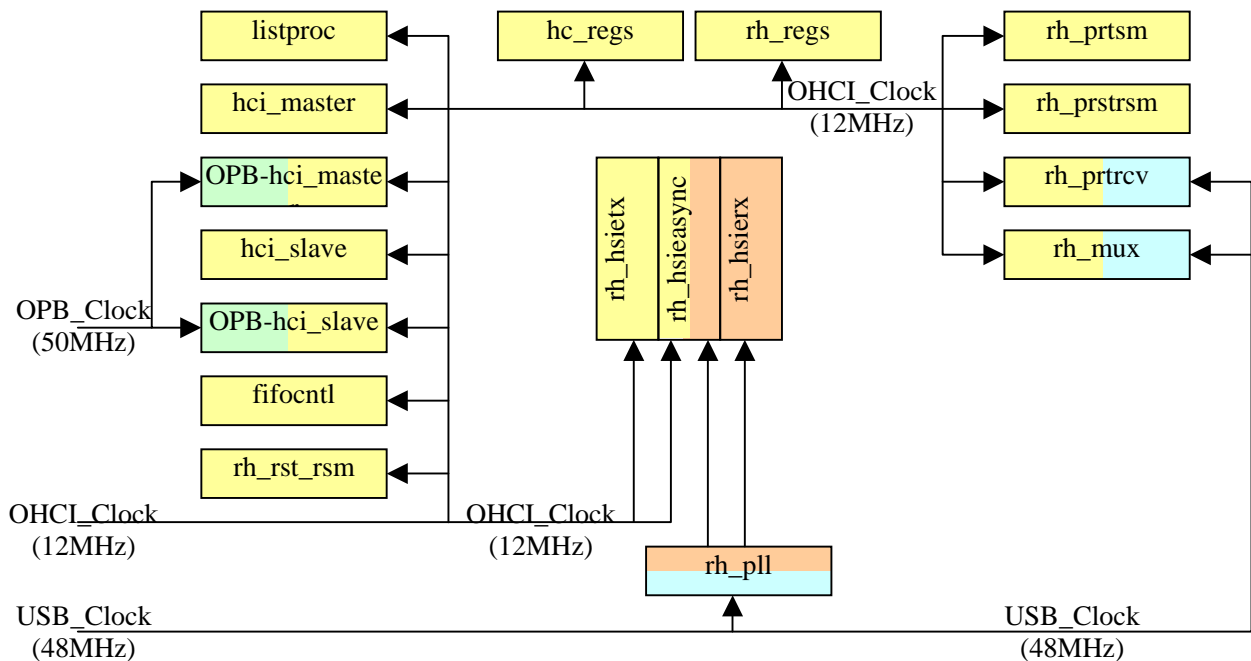 listproc
hc_regs
rh_regs
rh_prtsm
hci_master
OHCI_Clock
(12MHz)
rh_prstrsm
OPB-hci_maste
rh_prtrcv
rh_hsietx
rh_hsieasync
rh_hsierx
hci_slave
rh_mux
OPB_Clock
(50MHz)
OPB-hci_slave
fifocntl
rh_rst_rsm
OHCI_Clock
(12MHz)
OHCI_Clock
(12MHz)
rh_pll
USB_Clock
(48MHz)
USB_Clock
(48MHz)